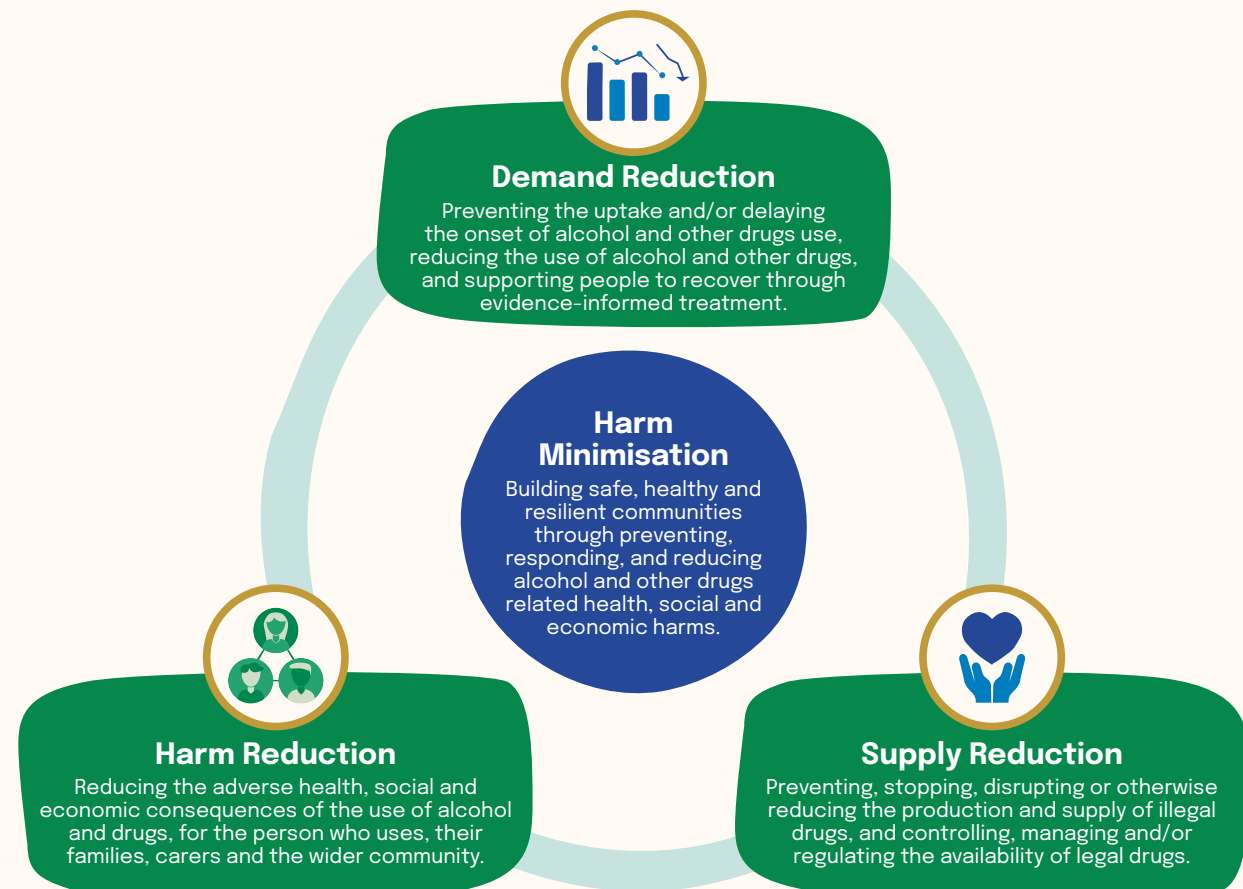 Demand Reduction
Preventing the uptake and/or delaying
the onset of alcohol and other drugs use,
reducing the use of alcohol and other drugs,
and supporting people to recover through
evidence-informed treatment.
Harm
Minimisation
Building safe, healthy and
resilient communities
through preventing,
responding, and reducing
alcohol and other drugs
related health, social and
economic harms.
Harm Reduction
Reducing the adverse health, social and
economic consequences of the use of alcohol
and drugs, for the person who uses, their
families, carers and the wider community.
Supply Reduction
Preventing, stopping, disrupting or otherwise
reducing the production and supply of illegal
drugs, and controlling, managing and/or
regulating the availability of legal drugs.